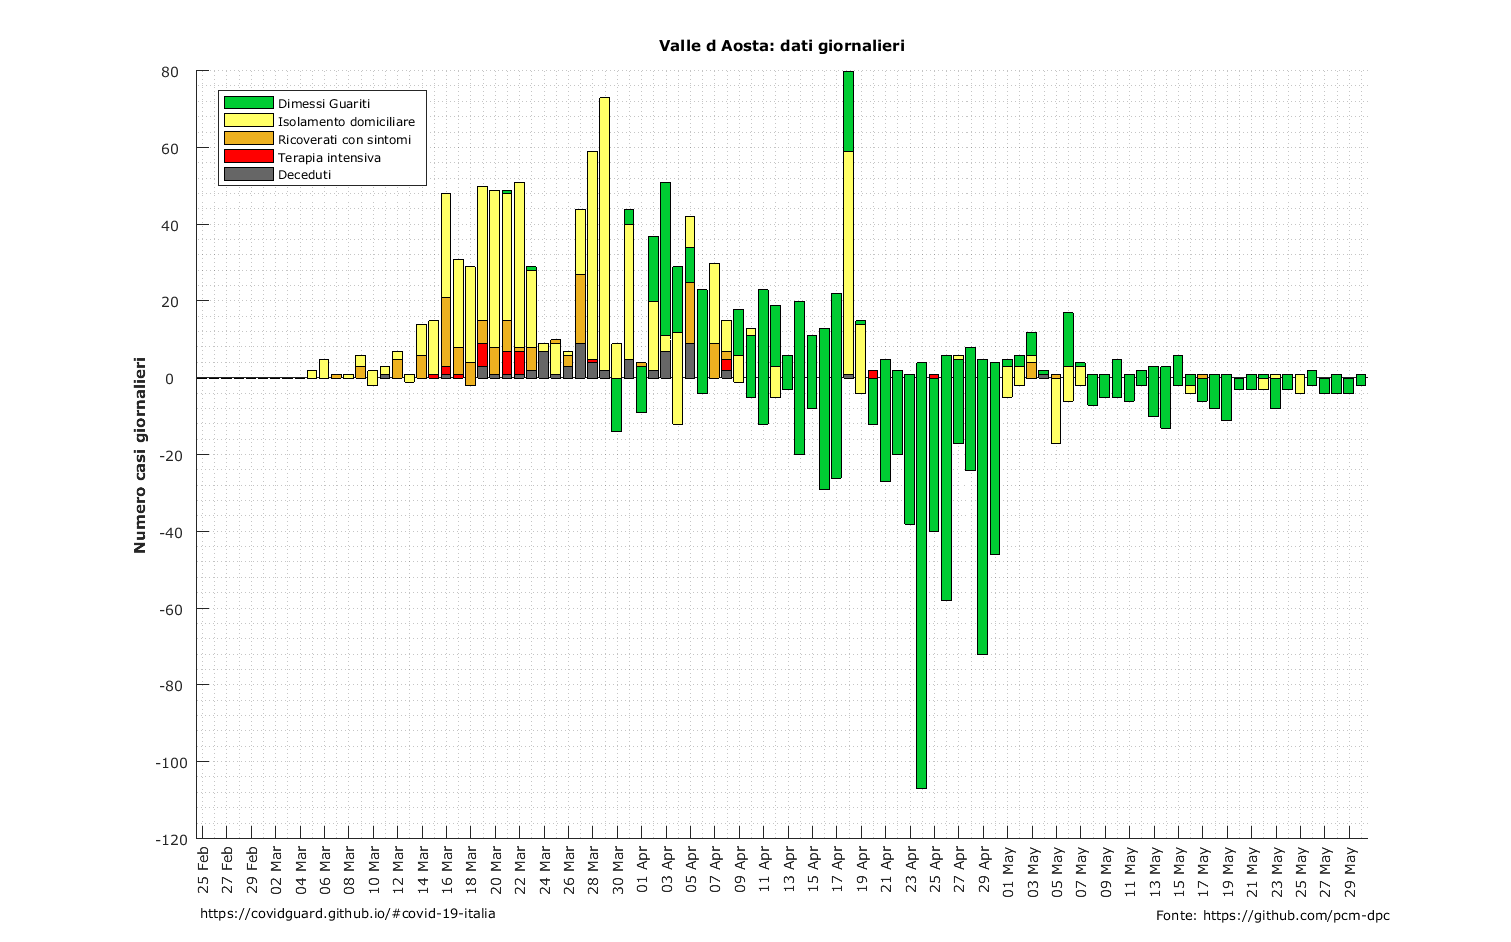 Valle d Aosta: dati giornalieri
80
60
40
20
0
-20
-40
-60
-80
-100
-120
Numero casi giornalieri
Dimessi Guariti
Isolamento domiciliare
Ricoverati con sintomi
Terapia intensiva
Deceduti
25 Feb
27 Feb
29 Feb
02 Mar
04 Mar
06 Mar
08 Mar
10 Mar
12 Mar
14 Mar
16 Mar
18 Mar
20 Mar
22 Mar
24 Mar
26 Mar
28 Mar
30 Mar
01 Apr
03 Apr
05 Apr
07 Apr
09 Apr
11 Apr
13 Apr
15 Apr
17 Apr
19 Apr
21 Apr
23 Apr
25 Apr
27 Apr
29 Apr
01 May
03 May
05 May
07 May
09 May
11 May
13 May
15 May
17 May
19 May
21 May
23 May
25 May
27 May
29 May
https://covidguard.github.io/#covid-19-italia
Fonte: https://github.com/pcm-dpc